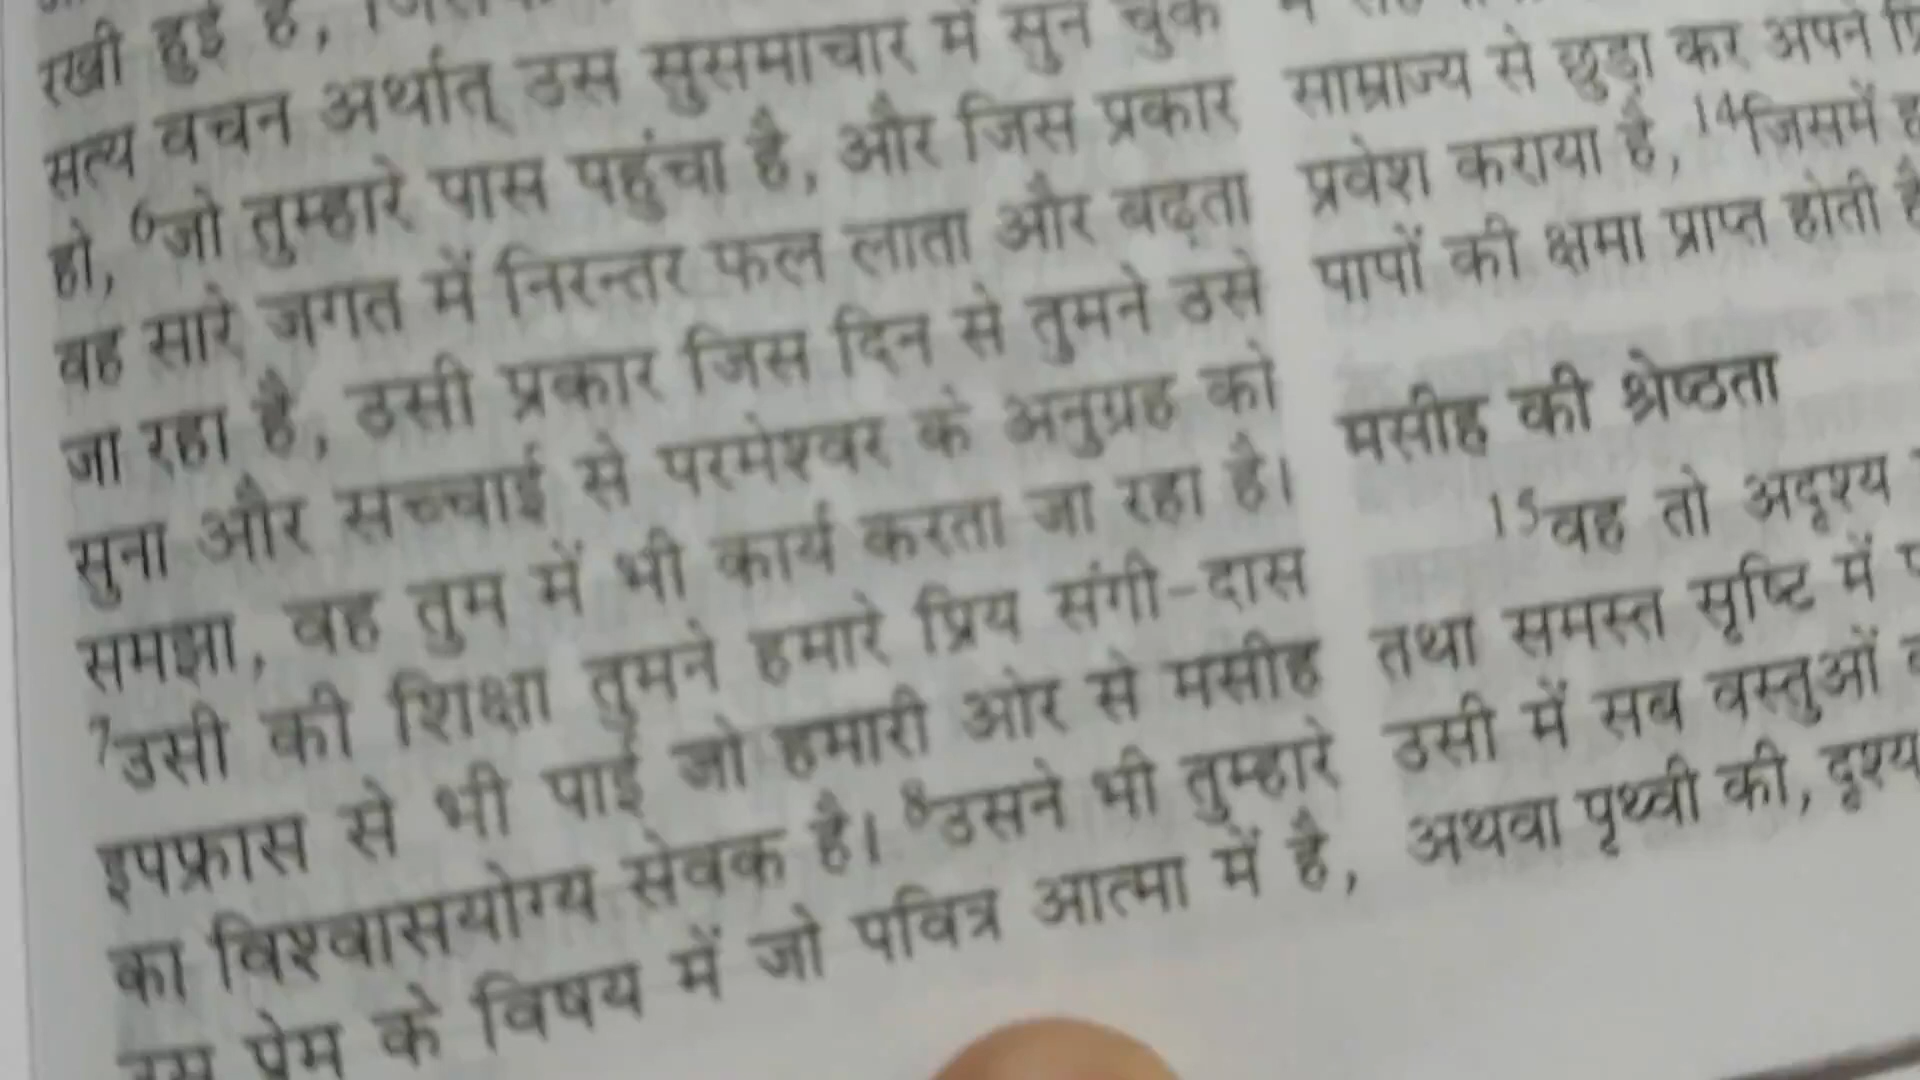 रखी हुई है,
सत्य वचन अर्थात् उस सुसमाचार में सुन चुके
हो, 6जो तुम्हारे पास पहुंचा है, और जिस प्रकार
वह सारे जगत में निरन्तर फल लाता और बढ़ता
जा रहा है, उसी प्रकार जिस दिन से तुमने उसे
सुना और सच्चाई से परमेश्वर के अनुग्रह को
समझा, वह तुम में भी कार्य करता जा रहा है।
7उसी की शिक्षा तुमने हमारे प्रिय संगी-दास
इपफ्रास से भी पाई जो हमारी ओर से मसीह
का विश्वासयोग्य सेवक है। 8उसने भी तुम्हारे
उस प्रेम के विषय में जो पवित्र आत्मा में है,
साम्राज्य से छुड़ा कर अपने
प्रवेश कराया है, 14जिसमें
पापों की क्षमा प्राप्त होती
मसीह की श्रेष्ठता
15वह तो अदृश्य
तथा समस्त सृष्टि में
उसी में सब वस्तुओं
अथवा पृथ्वी की, दृश्य